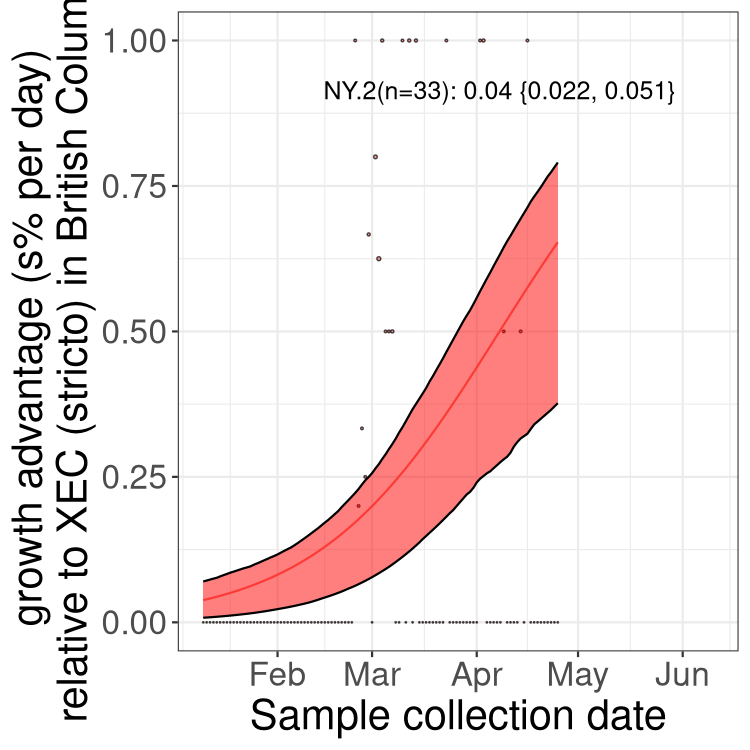 growth advantage (s% per day)
relative to XEC (stricto) in British Colum
1.00
0.75
0.50
0.25
0.00
NY.2(n=33): 0.04 {0.022, 0.051}
Feb Mar Apr May Jun
Sample collection date